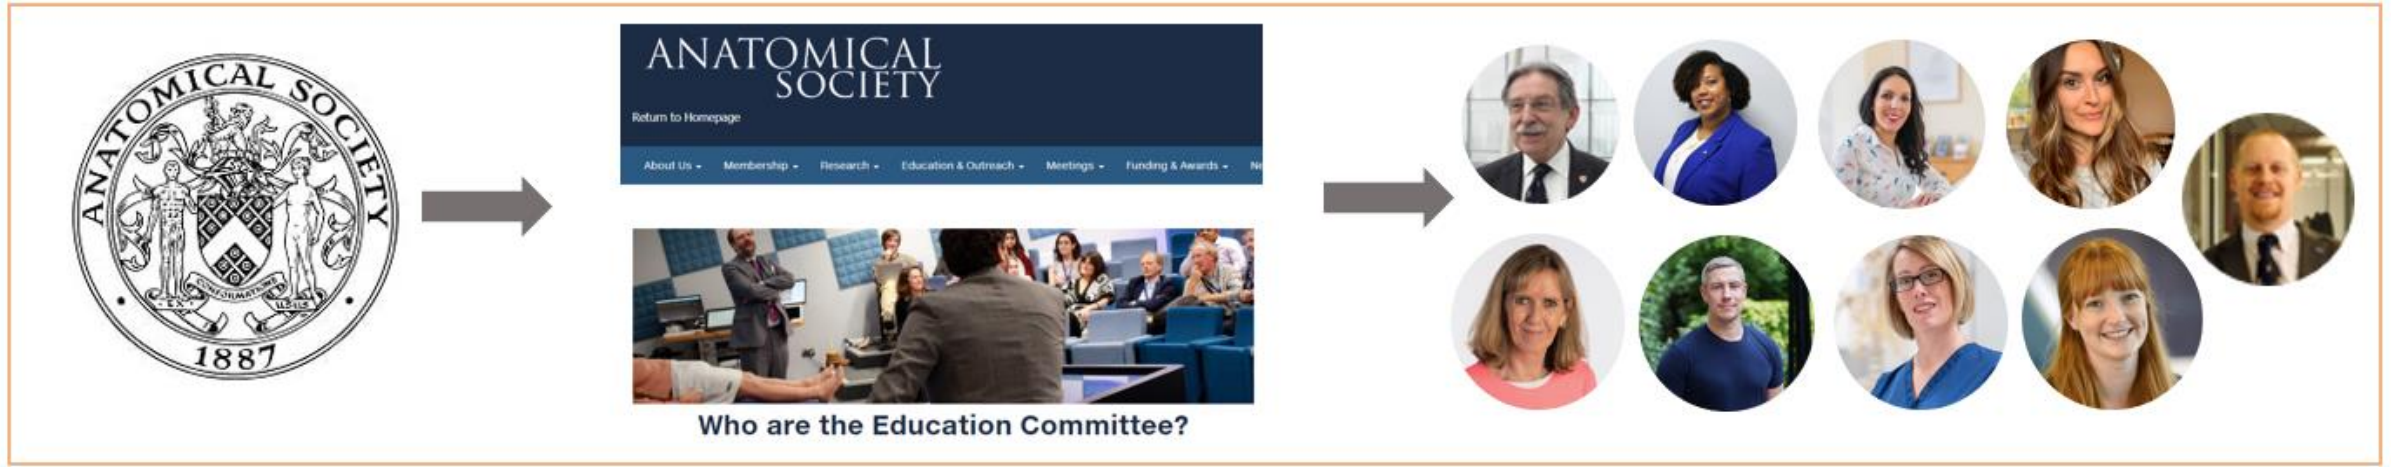 ANATOMICAL SOCIETY
1887
ANATOMICAL
SOCIETY
Return to Homepage
About Us Membership Research Education & Outreach Meetings Funding & Awards Ne
Who are the Education Committee?